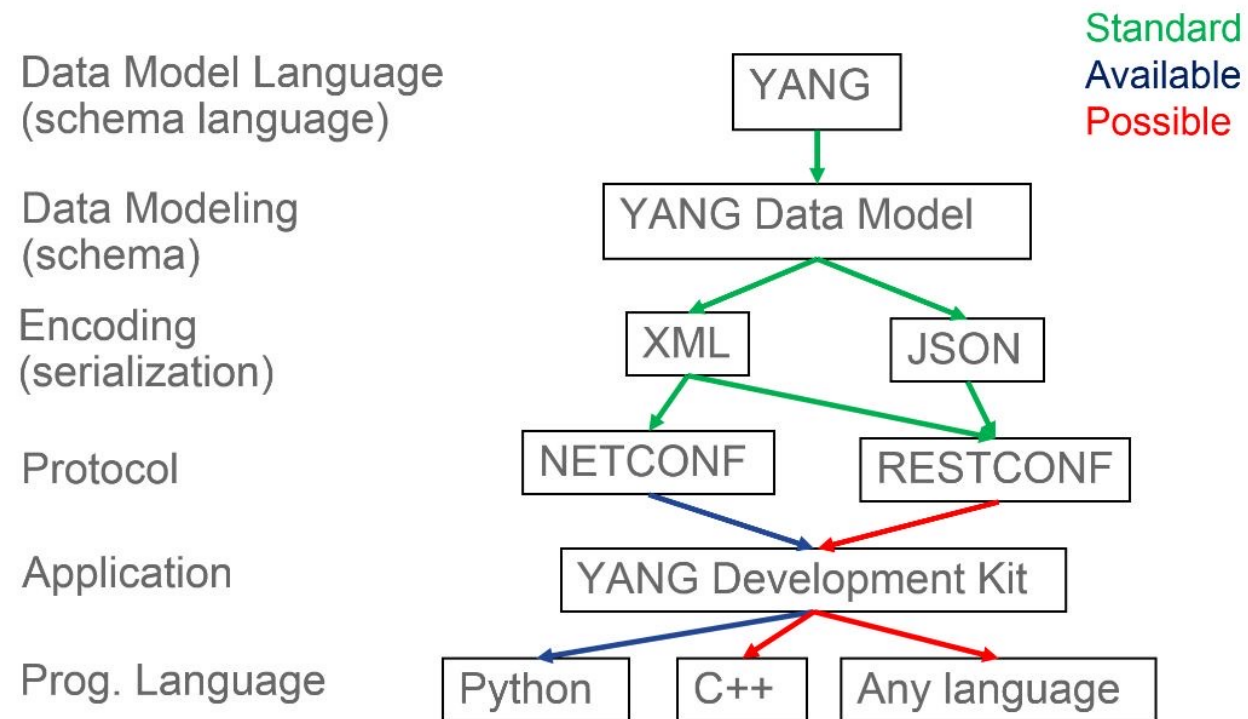 Standard
Available
Possible
Data Model Language
(schema language)
YANG
Data Modeling
(schema)
YANG Data Model
Encoding
(serialization)
XML
JSON
Protocol
NETCONF
RESTCONF
Application
YANG Development Kit
Prog. Language
Python
C++
Any language